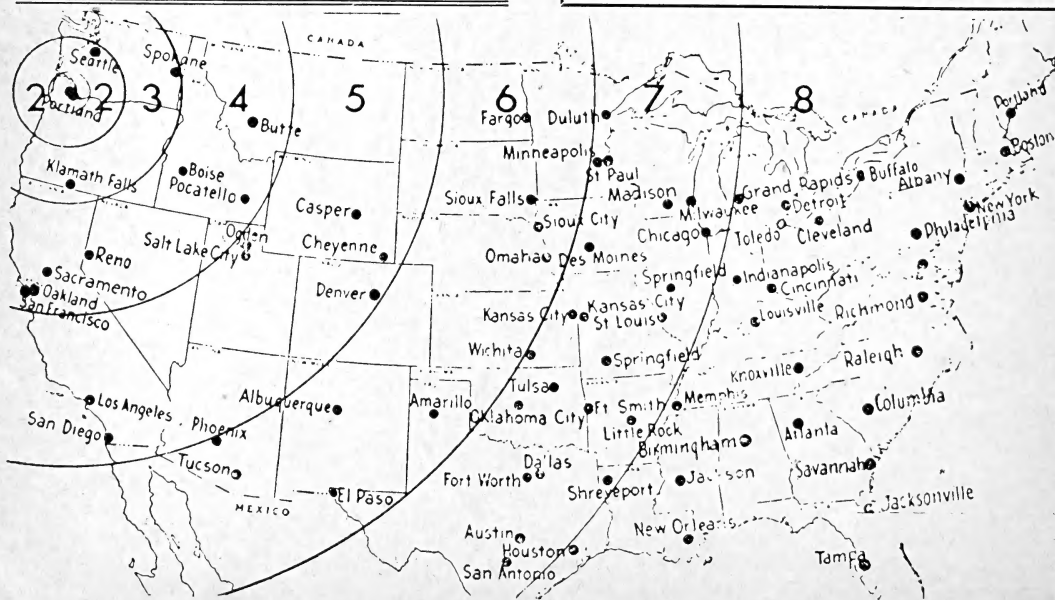 CANADA
Seattle
Spokane
2 2 3 4 5 6 7 8
Portland
Butte
Fargo
Duluth
CANADA
Portland
Boston
Minneapolis
St Paul
Klamath Falls
Boise
Pocatello
Casper
Sioux Falls
Sioux City
Madison
Milwaukee
Grand Rapids
Detroit
Buffalo
Albany
New York
Ogden
Salt Lake City
Cheyenne
Omaha
Des Moines
Chicago
Toledo
Cleveland
Philadelphia
Reno
Sacramento
Oakland
San Francisco
Denver
Springfield
Indianapolis
Cincinnati
Kansas City
Kansas City
St Louis
Louisville
Richmond
Wichita
Springfield
Knoxville
Raleigh
Los Angeles
San Diego
Phoenix
Albuquerque
Amarillo
Tulsa
Oklahoma City
Ft Smith
Memphis
Little Rock
Birmingham
Atlanta
Columbia
Tucson
El Paso
MEXICO
Dallas
Fort Worth
Shreveport
Jackson
Savannah
Jacksonville
Austin
Houston
San Antonio
New Orleans
Tampa